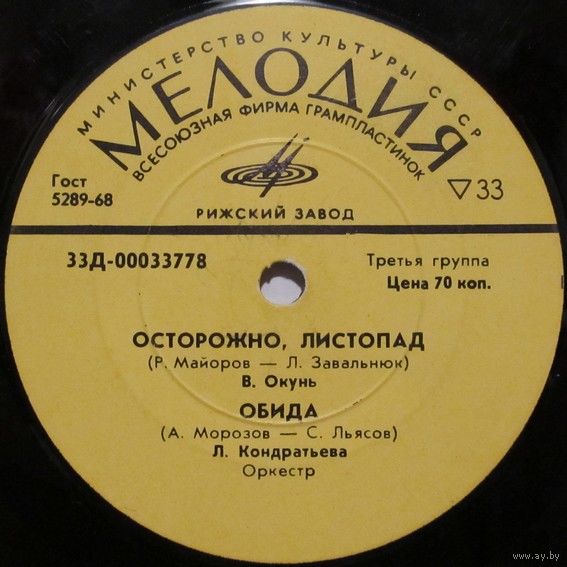 МИНИСТЕРСТВО КУЛЬТУРЫ СССР
МЕЛОДИЯ
ВСЕСОЮЗНАЯ ФИРМА ГРАМПЛАСТИНОК
Гост
5289-68
▽33
РИЖСКИЙ ЗАВОД
33Д-00033778
Третья группа
Цена 70 коп.
ОСТОРОЖНО, ЛИСТОПАД
(Р. Майоров — Л. Завальнюк)
В. Окунь
ОБИДА
(А. Морозов — С. Льясов)
Л. Кондратьева
Оркестр
www.ay.by